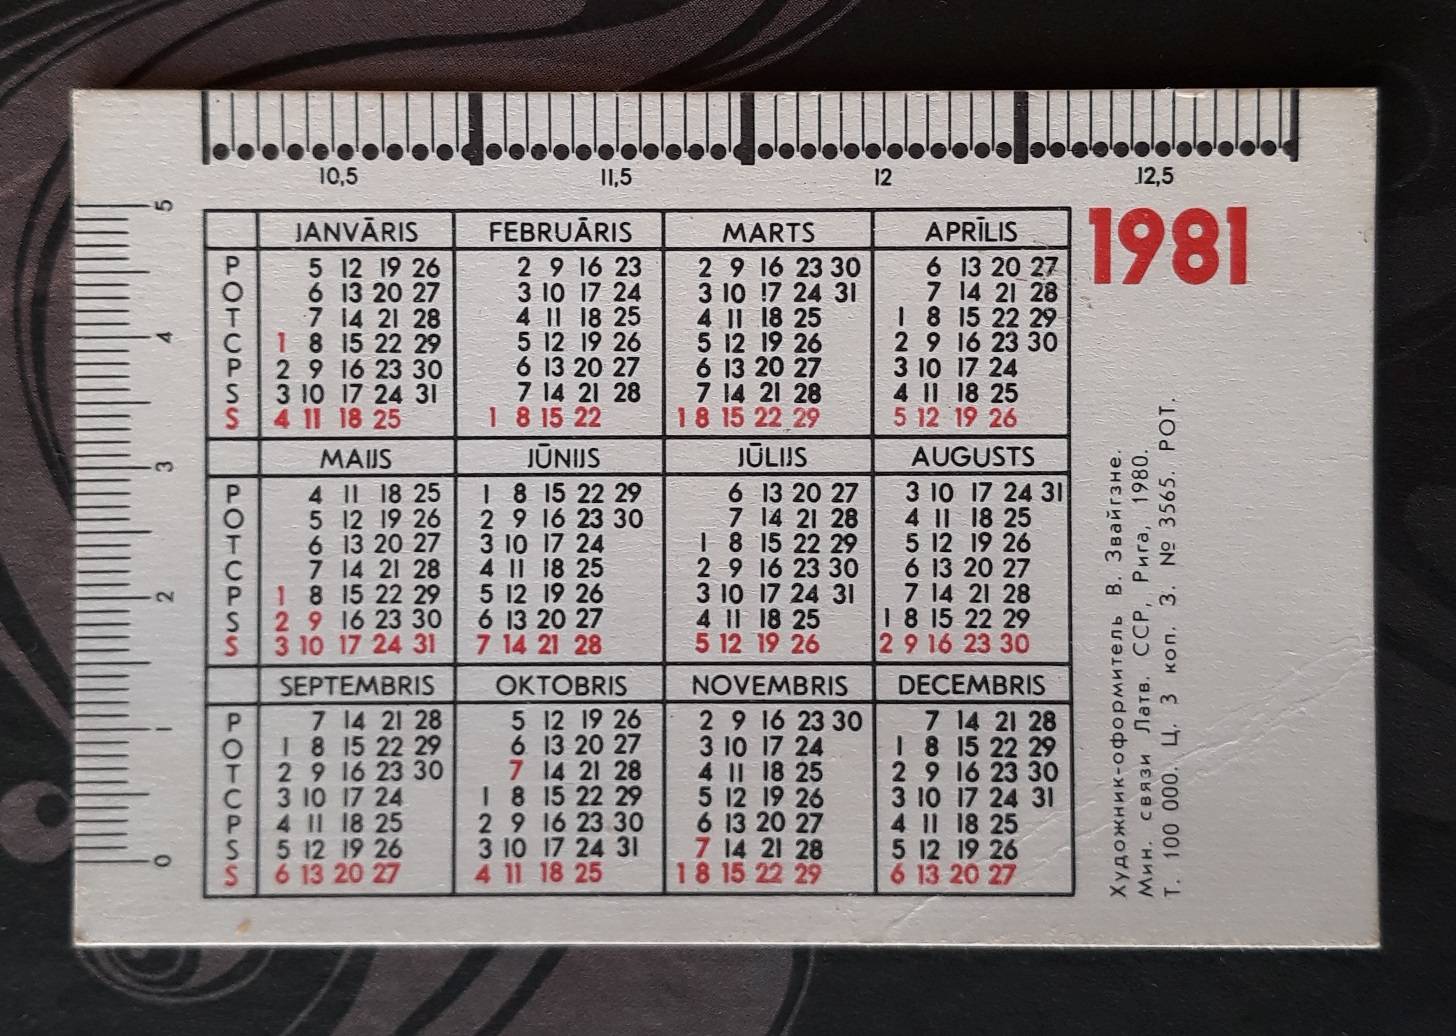 10,5 11,5 12 12,5
5
4
3
2
1
0
1981
JANVĀRIS FEBRUĀRIS MARTS APRĪLIS
P 5 12 19 26 2 9 16 23 2 9 16 23 30 6 13 20 27
O 6 13 20 27 3 10 17 24 3 10 17 24 31 7 14 21 28
T 7 14 21 28 4 11 18 25 4 11 18 25 1 8 15 22 29
C 1 8 15 22 29 5 12 19 26 5 12 19 26 2 9 16 23 30
P 2 9 16 23 30 6 13 20 27 6 13 20 27 3 10 17 24
S 3 10 17 24 31 7 14 21 28 7 14 21 28 4 11 18 25
S 4 11 18 25 1 8 15 22 1 8 15 22 29 5 12 19 26
MAIJS JŪNIJS JŪLIJS AUGUSTS
P 4 11 18 25 1 8 15 22 29 6 13 20 27 3 10 17 24 31
O 5 12 19 26 2 9 16 23 30 7 14 21 28 4 11 18 25
T 6 13 20 27 3 10 17 24 1 8 15 22 29 5 12 19 26
C 7 14 21 28 4 11 18 25 2 9 16 23 30 6 13 20 27
P 1 8 15 22 29 5 12 19 26 3 10 17 24 31 7 14 21 28
S 2 9 16 23 30 6 13 20 27 4 11 18 25 1 8 15 22 29
S 3 10 17 24 31 7 14 21 28 5 12 19 26 2 9 16 23 30
SEPTEMBRIS OKTOBRIS NOVEMBRIS DECEMBRIS
P 7 14 21 28 5 12 19 26 2 9 16 23 30 7 14 21 28
O 1 8 15 22 29 6 13 20 27 3 10 17 24 1 8 15 22 29
T 2 9 16 23 30 7 14 21 28 4 11 18 25 2 9 16 23 30
C 3 10 17 24 1 8 15 22 29 5 12 19 26 3 10 17 24 31
P 4 11 18 25 2 9 16 23 30 6 13 20 27 4 11 18 25
S 5 12 19 26 3 10 17 24 31 7 14 21 28 5 12 19 26
S 6 13 20 27 4 11 18 25 1 8 15 22 29 6 13 20 27
Художник-оформитель В. Звайгзне.
Мин. связи Латв. ССР, Рига, 1980.
Т. 100 000. Ц. 3 коп. З. № 3565. РОТ.